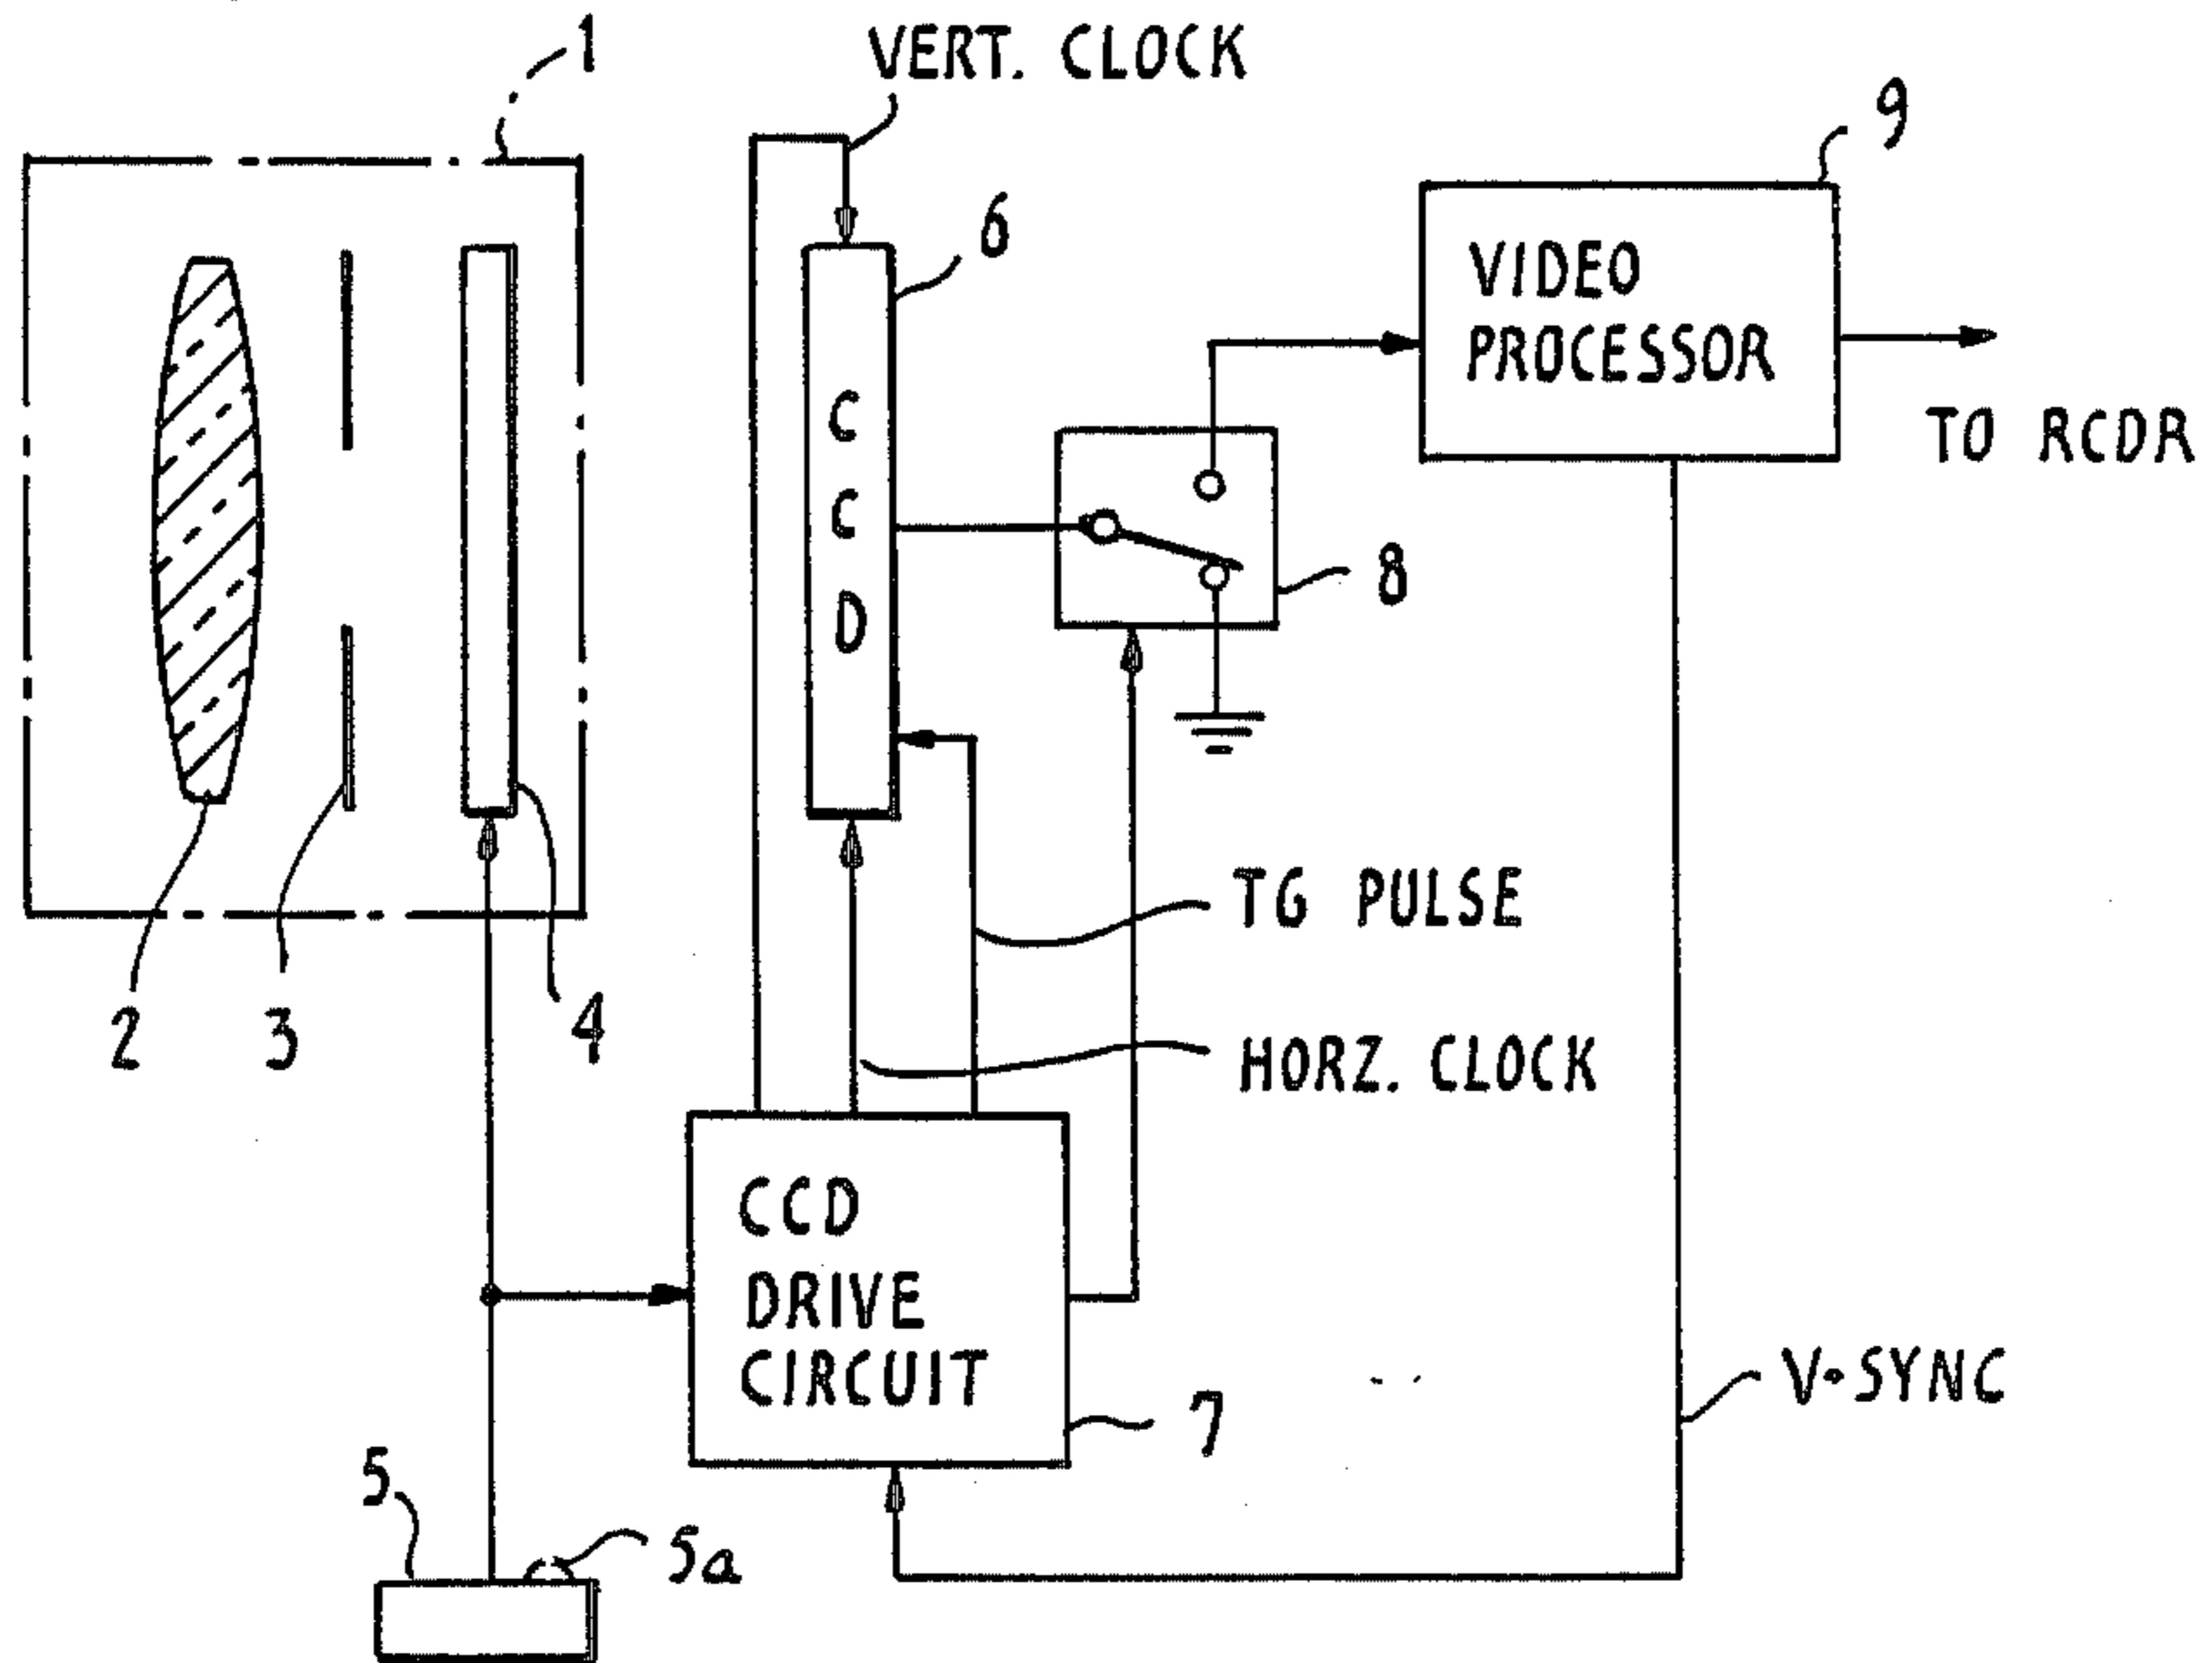 1
VERT. CLOCK
9
6
VIDEO
PROCESSOR
TO RCDR
C
C
D
8
TG PULSE
2
3
4
HORZ. CLOCK
CCD
DRIVE
CIRCUIT
7
V·SYNC
5
5a